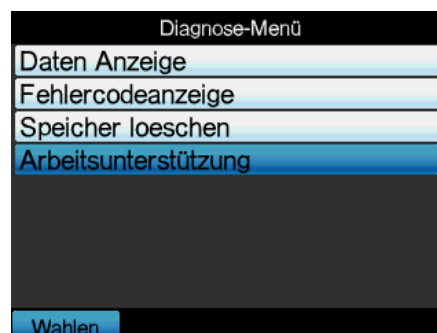 Diagnose-Menü
Daten Anzeige
Fehlercodeanzeige
Speicher loeschen
Arbeitsunterstützung
Wahlen